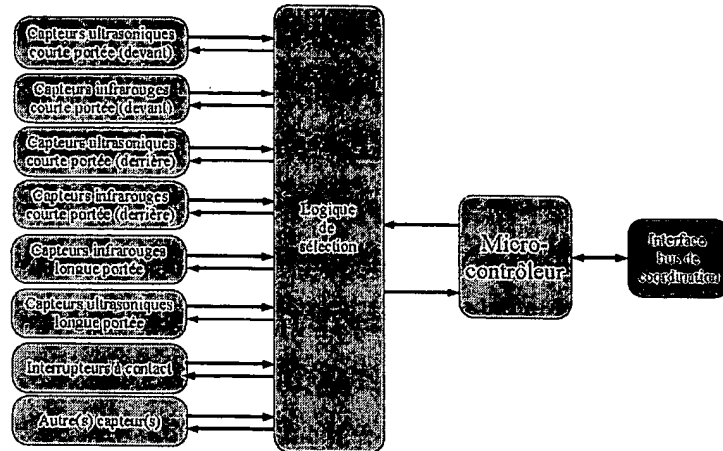 Capteurs ultrasoniques
courte portée (devant)
Capteurs infrarouges
courte portée (devant)
Capteurs ultrasoniques
courte portée (derrière)
Capteurs infrarouges
courte portée (derrière)
Capteurs infrarouges
longue portée
Capteurs ultrasoniques
longue portée
Interrupteurs à contact
Autre(s) capteur(s)
Logique
de
sélection
Micro-
contrôleur
Interface
bus de
coordination